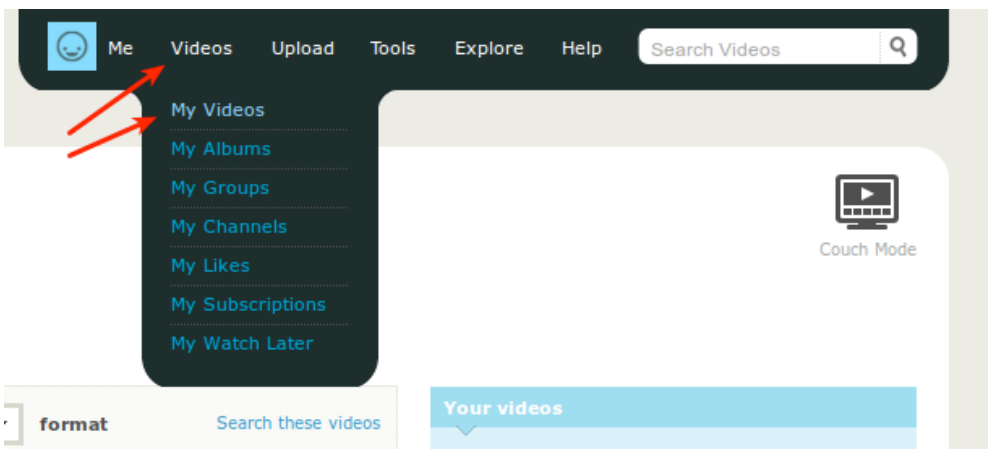 Me Videos Upload Tools Explore Help Search Videos
My Videos
My Albums
My Groups
My Channels
My Likes
My Subscriptions
My Watch Later
Couch Mode
format Search these videos
Your videos